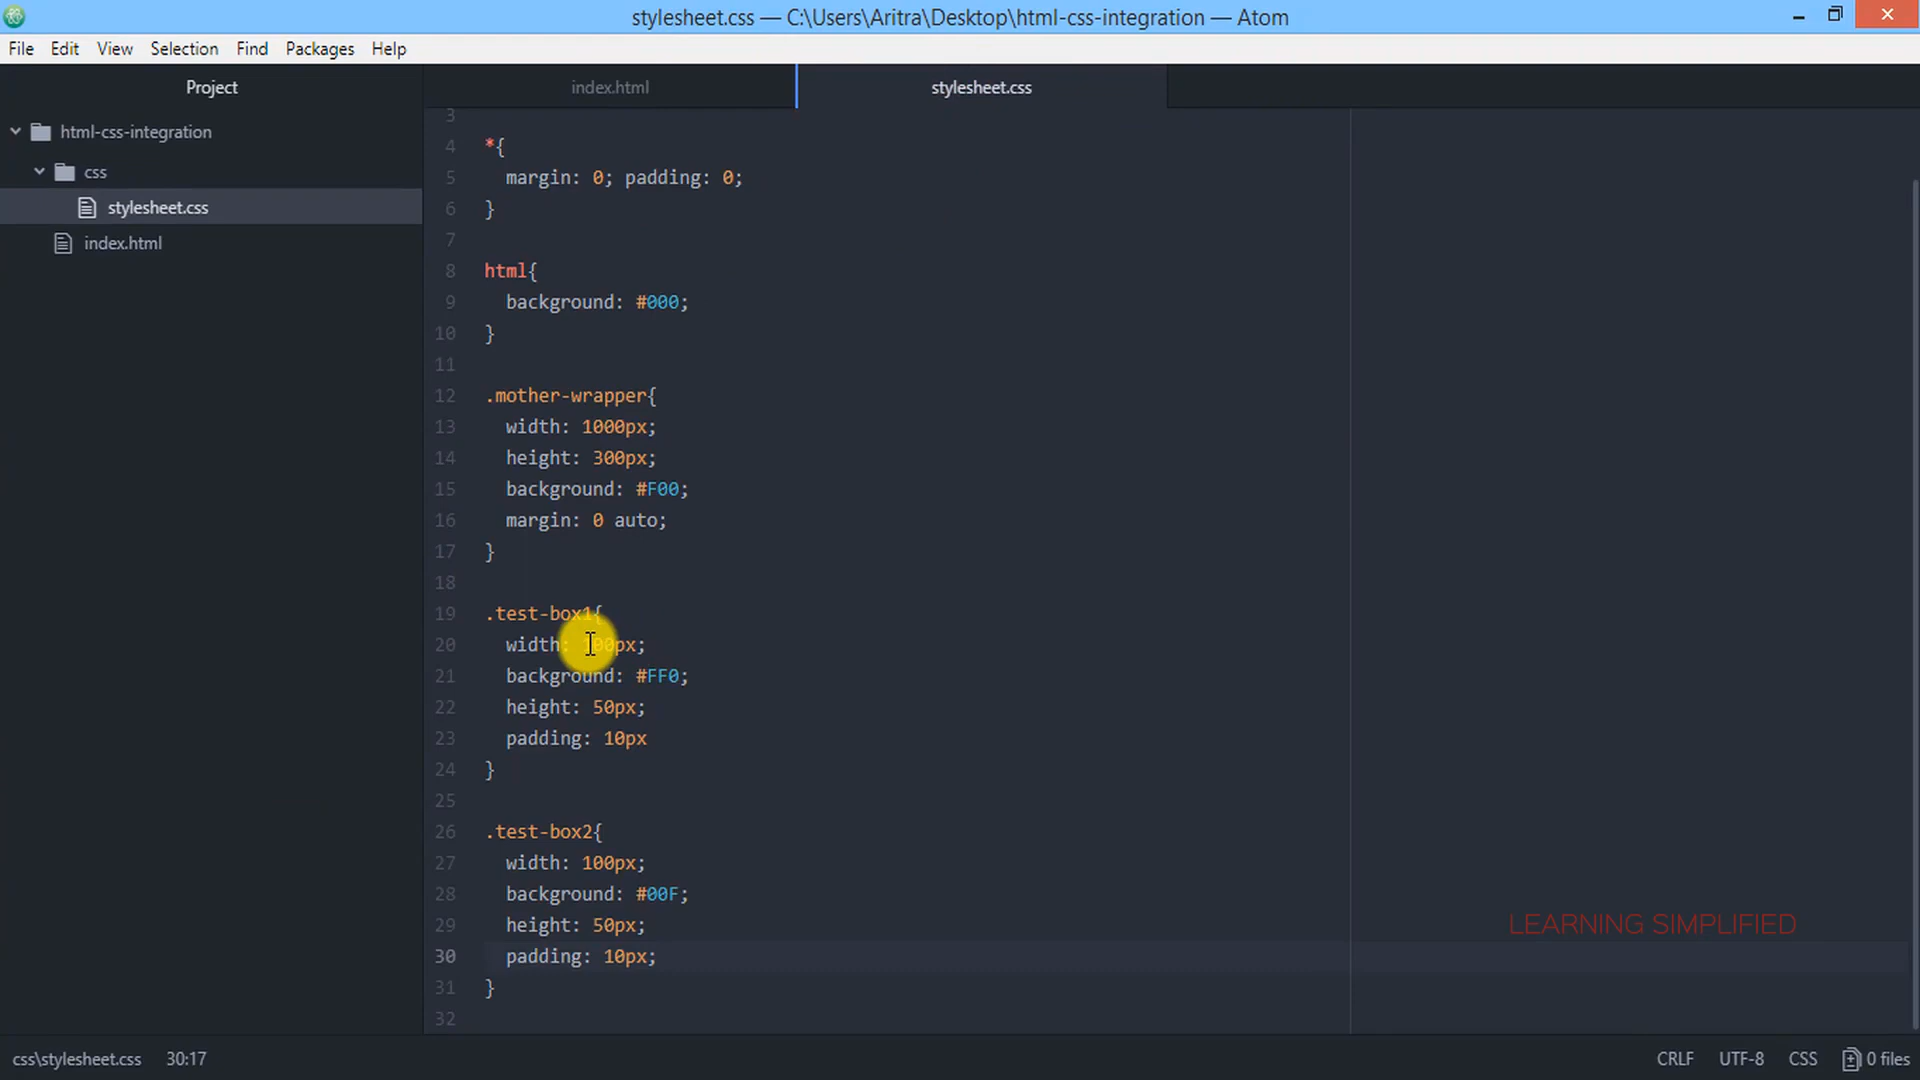 stylesheet.css — C:\Users\Aritra\Desktop\html-css-integration — Atom
File Edit View Selection Find Packages Help
Project
index.html
stylesheet.css
html-css-integration
css
stylesheet.css
index.html
3
4 *{
5 margin: 0; padding: 0;
6 }
7
8 html{
9 background: #000;
10 }
11
12 .mother-wrapper{
13 width: 1000px;
14 height: 300px;
15 background: #F00;
16 margin: 0 auto;
17 }
18
19 .test-box1{
20 width: 100px;
21 background: #FF0;
22 height: 50px;
23 padding: 10px
24 }
25
26 .test-box2{
27 width: 100px;
28 background: #00F;
29 height: 50px;
30 padding: 10px;
31 }
32
LEARNING SIMPLIFIED
css\stylesheet.css 30:17 CRLF UTF-8 CSS 0 files